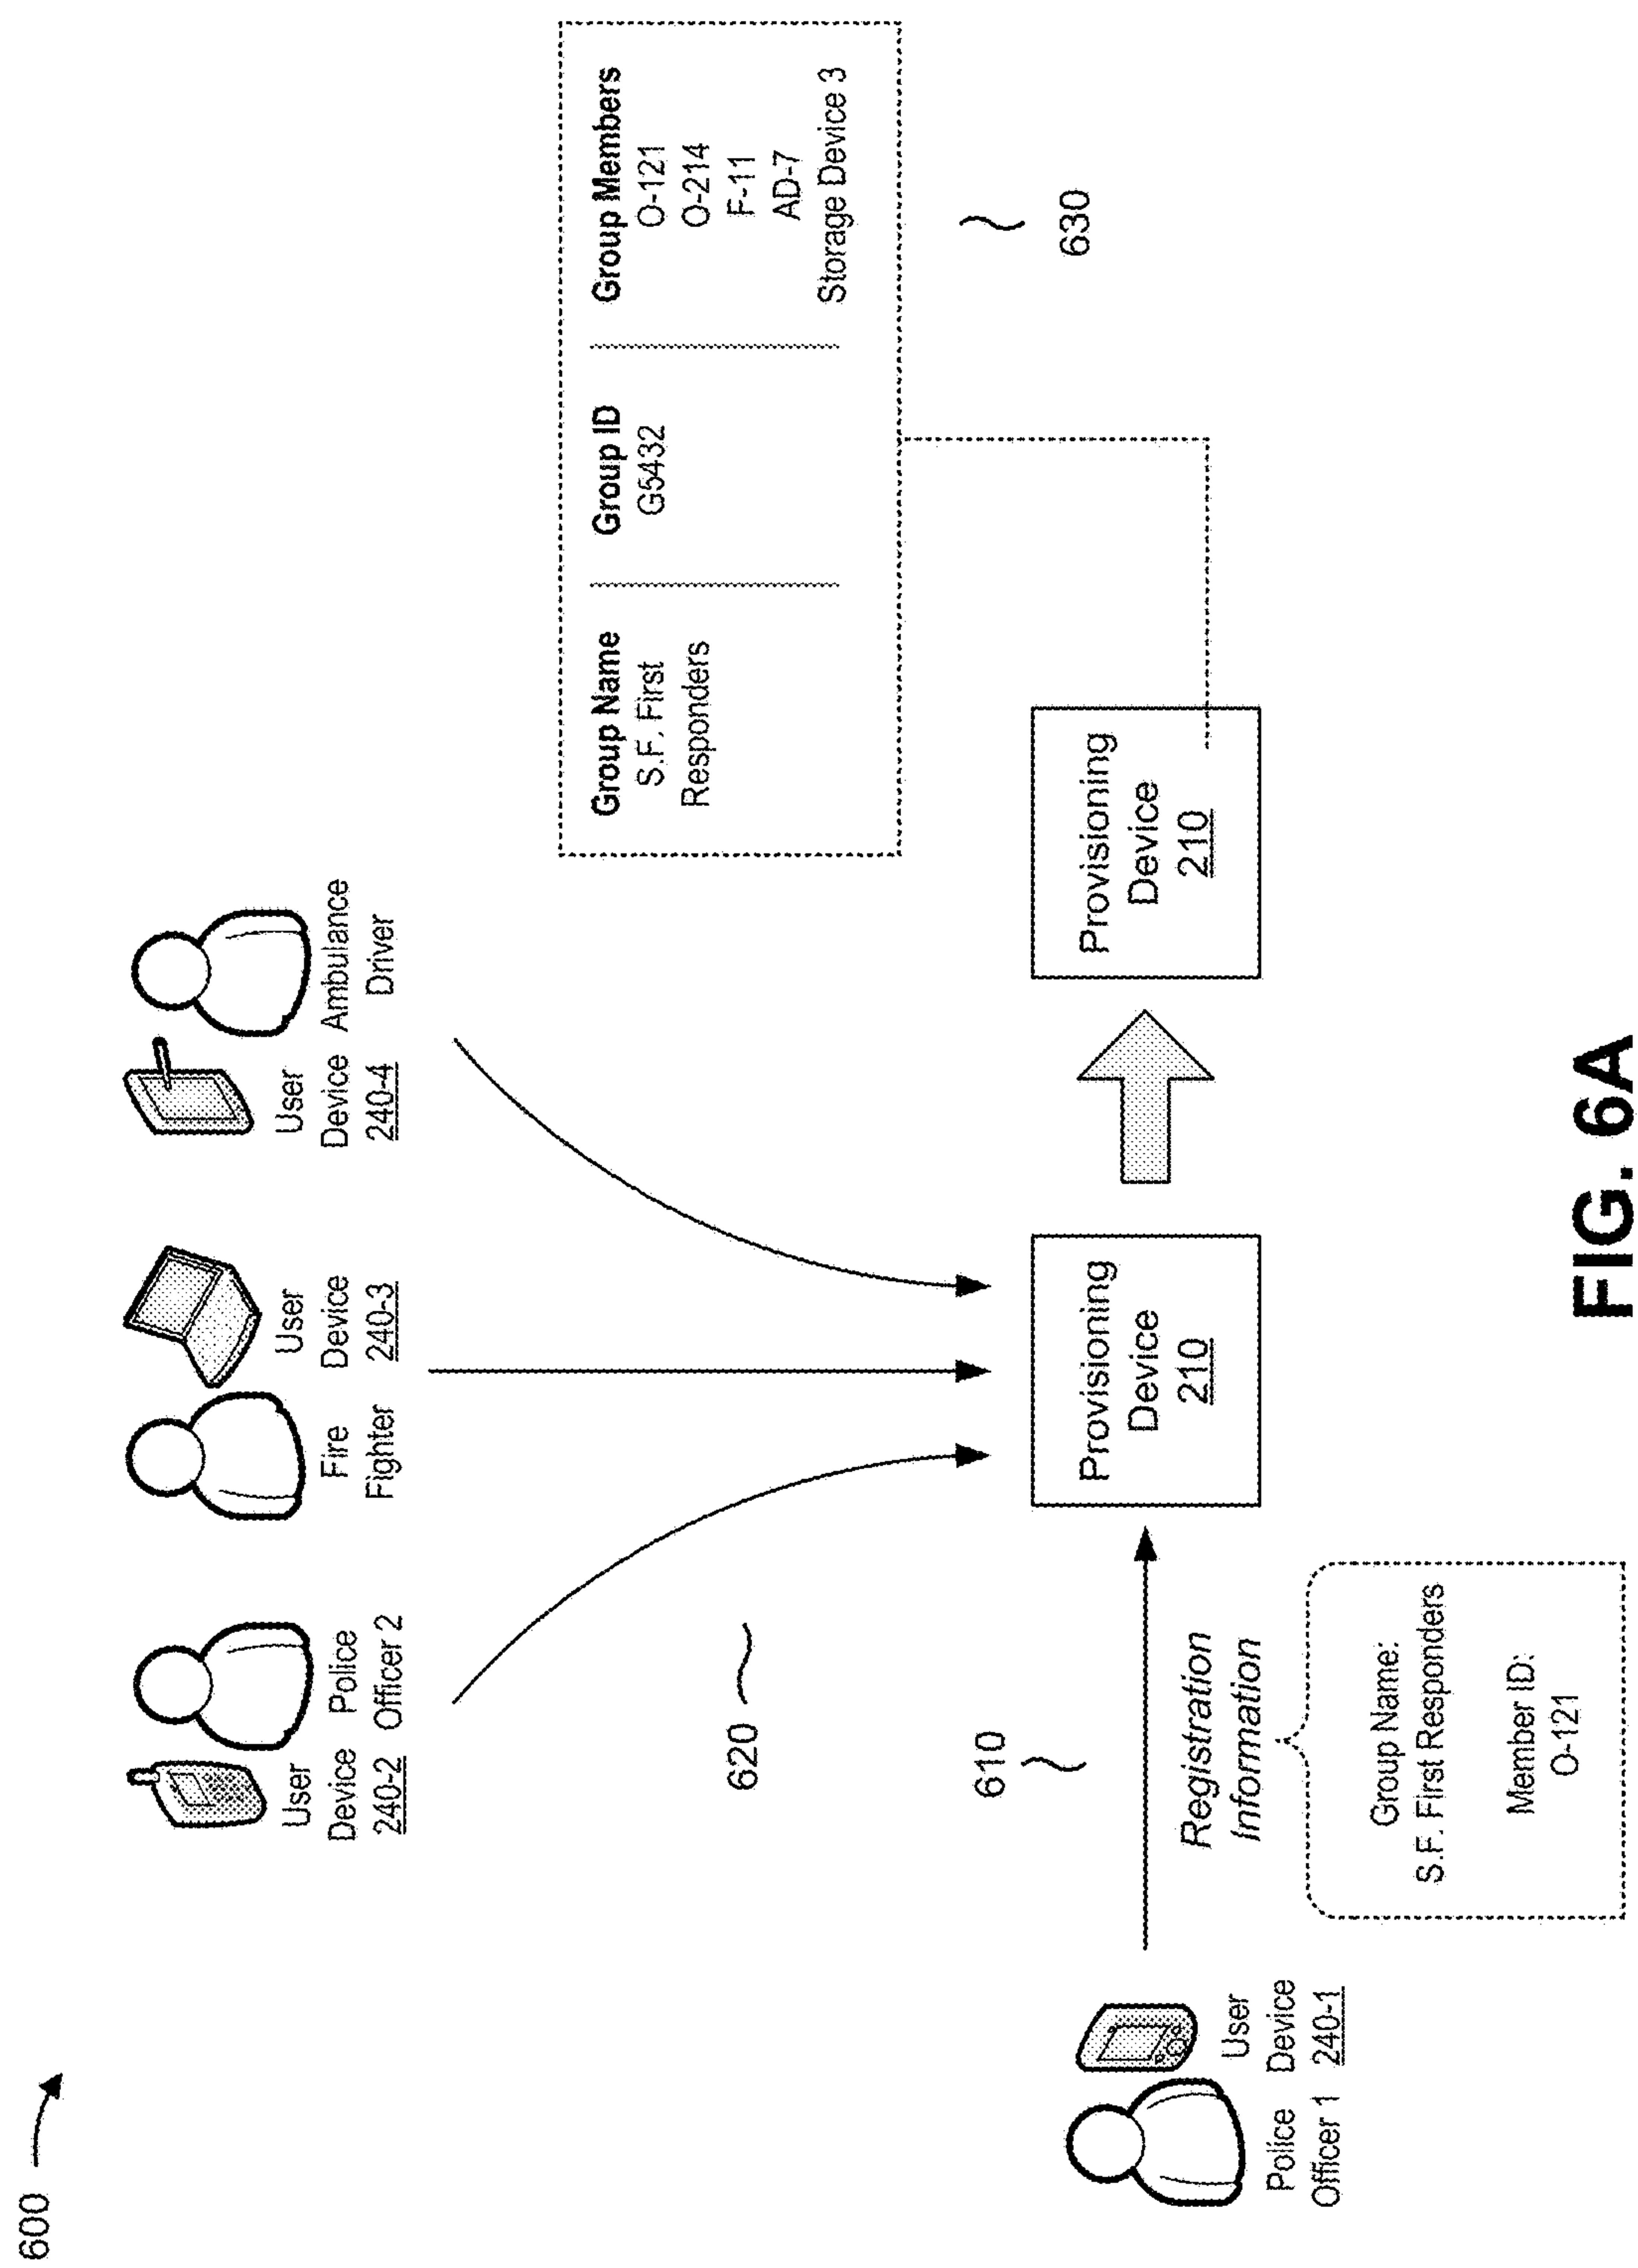 600
User
Device
240-2
Police
Officer 2
Fire
Fighter
User
Device
240-3
User
Device
240-4
Ambulance
Driver
620
Group Name
S.F. First
Responders
Group ID
G5432
Group Members
O-121
O-214
F-11
AD-7
Storage Device 3
630
Police
Officer 1
User
Device
240-1
610
Registration
Information
Group Name:
S.F. First Responders
Member ID:
O-121
Provisioning
Device
210
Provisioning
Device
210
FIG. 6A